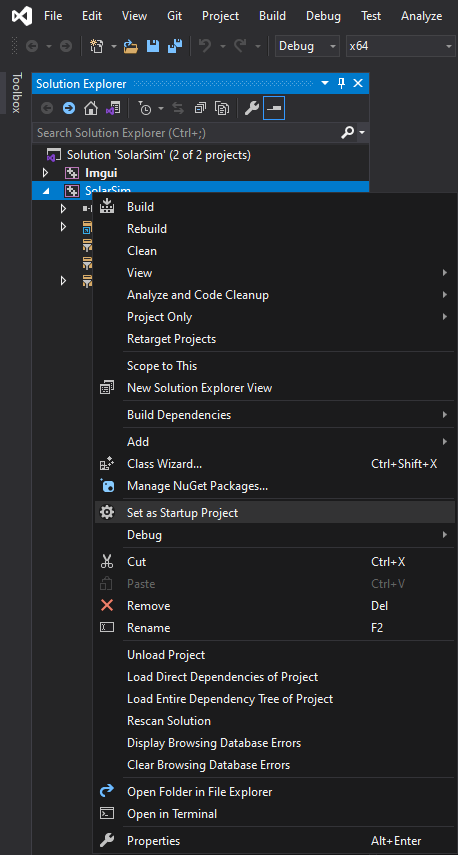 File Edit View Git Project Build Debug Test Analyze
Debug x64
Toolbox
Solution Explorer
Search Solution Explorer (Ctrl+;)
Solution 'SolarSim' (2 of 2 projects)
Imgui
SolarSim
Build
Rebuild
Clean
View
Analyze and Code Cleanup
Project Only
Retarget Projects
Scope to This
New Solution Explorer View
Build Dependencies
Add
Class Wizard... Ctrl+Shift+X
Manage NuGet Packages...
Set as Startup Project
Debug
Cut Ctrl+X
Paste Ctrl+V
Remove Del
Rename F2
Unload Project
Load Direct Dependencies of Project
Load Entire Dependency Tree of Project
Rescan Solution
Display Browsing Database Errors
Clear Browsing Database Errors
Open Folder in File Explorer
Open in Terminal
Properties Alt+Enter